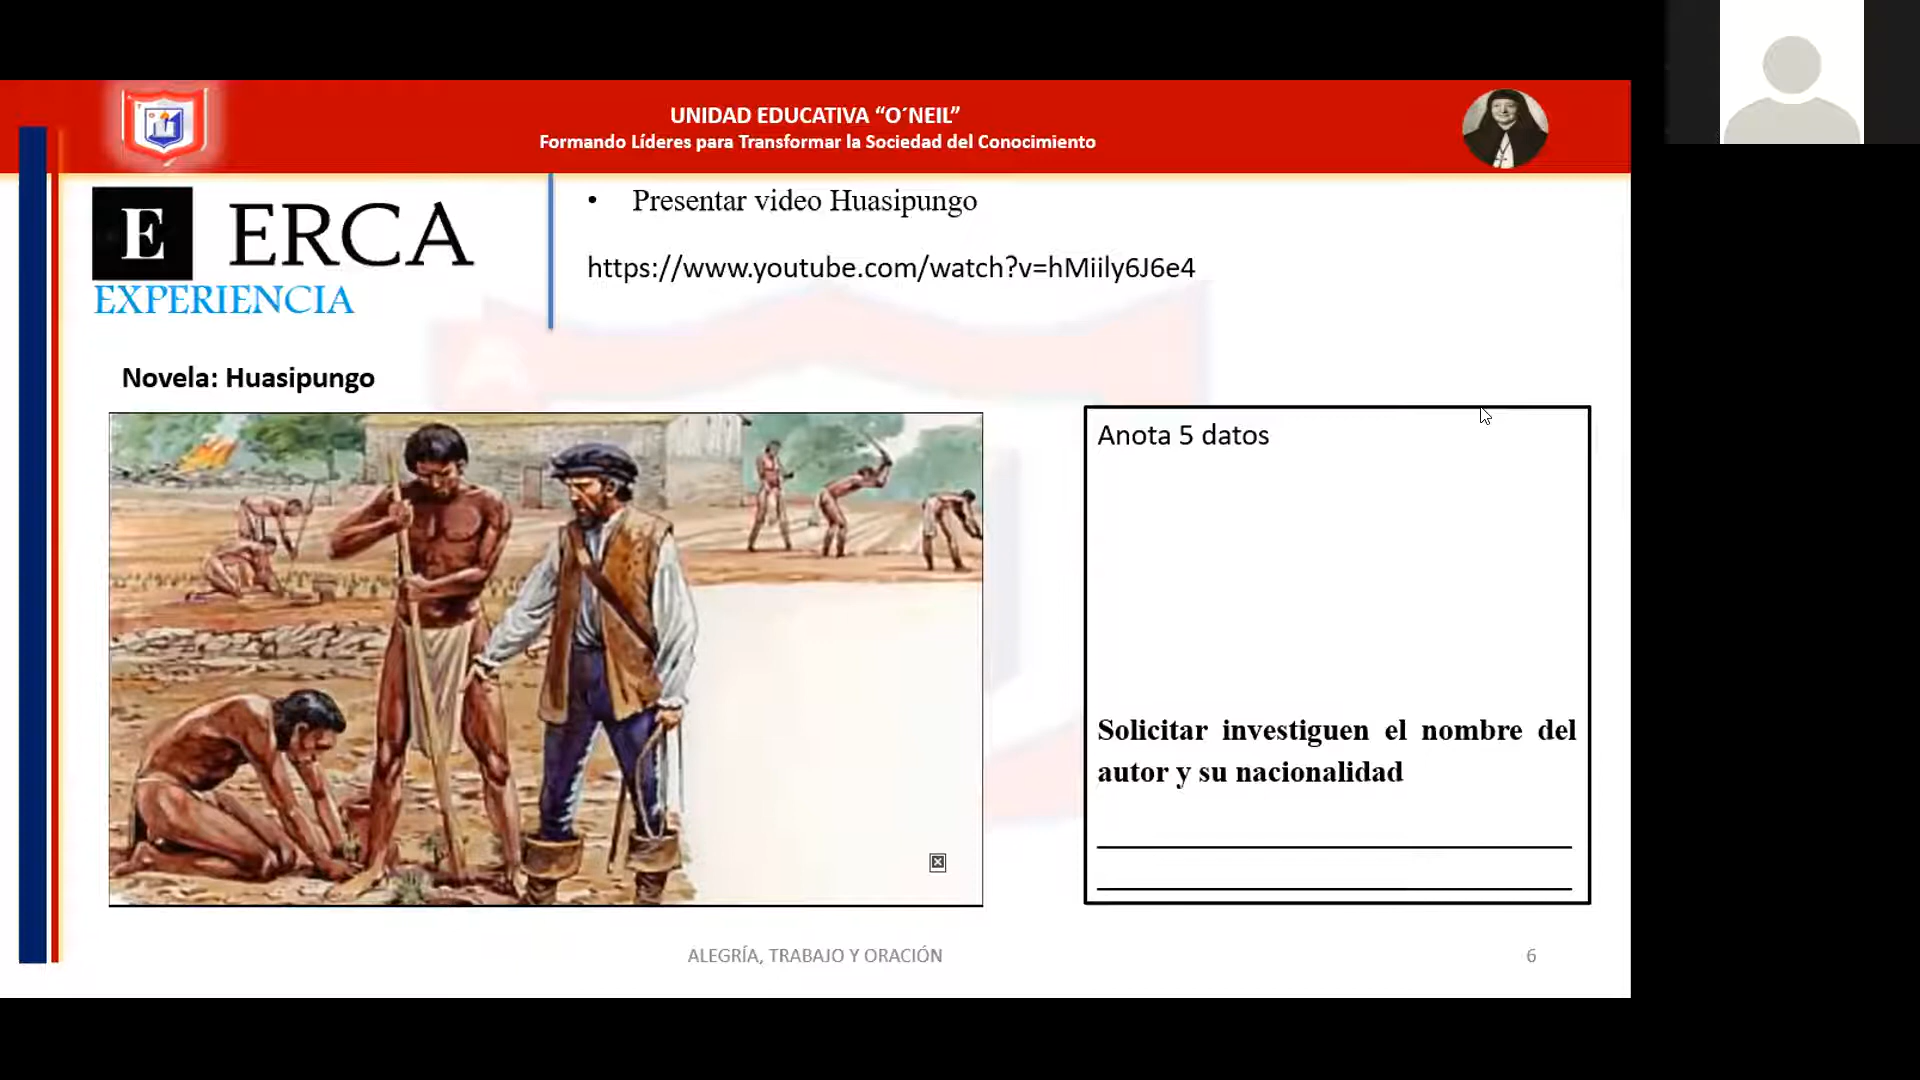 UNIDAD EDUCATIVA “O´NEIL”
Formando Líderes para Transformar la Sociedad del Conocimiento
E ERCA
EXPERIENCIA
• Presentar video Huasipungo
https://www.youtube.com/watch?v=hMiily6J6e4
Novela: Huasipungo
Anota 5 datos
Solicitar investiguen el nombre del
autor y su nacionalidad
ALEGRÍA, TRABAJO Y ORACIÓN
6